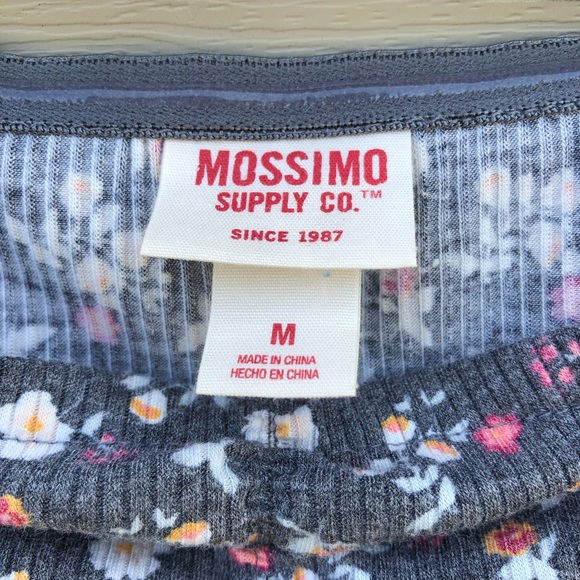 MOSSIMO
SUPPLY CO.™
SINCE 1987
M
MADE IN CHINA
HECHO EN CHINA